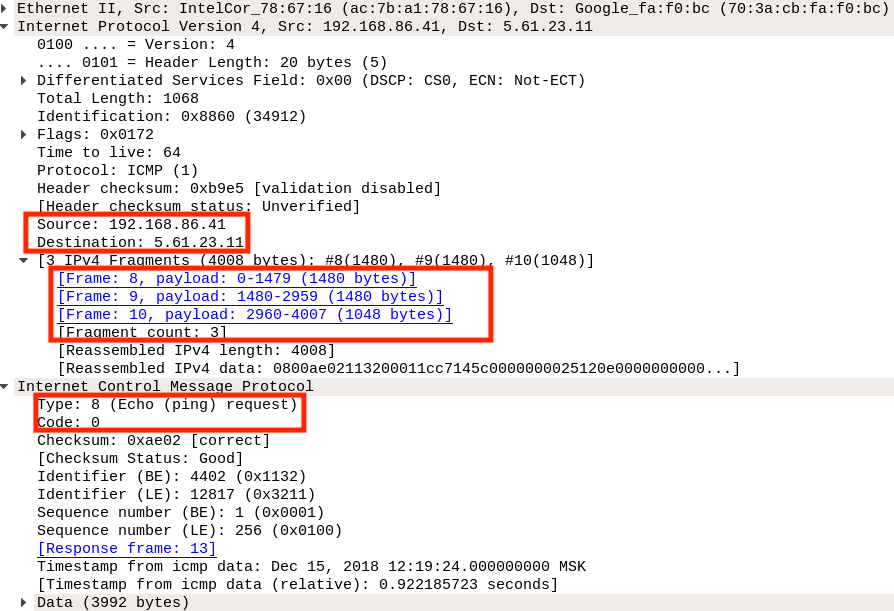 Ethernet II, Src: IntelCor_78:67:16 (ac:7b:a1:78:67:16), Dst: Google_fa:f0:bc (70:3a:cb:fa:f0:bc)
Internet Protocol Version 4, Src: 192.168.86.41, Dst: 5.61.23.11
0100 .... = Version: 4
.... 0101 = Header Length: 20 bytes (5)
Differentiated Services Field: 0x00 (DSCP: CS0, ECN: Not-ECT)
Total Length: 1068
Identification: 0x8860 (34912)
Flags: 0x0172
Time to live: 64
Protocol: ICMP (1)
Header checksum: 0xb9e5 [validation disabled]
[Header checksum status: Unverified]
Source: 192.168.86.41
Destination: 5.61.23.11
[3 IPv4 Fragments (4008 bytes): #8(1480), #9(1480), #10(1048)]
[Frame: 8, payload: 0-1479 (1480 bytes)]
[Frame: 9, payload: 1480-2959 (1480 bytes)]
[Frame: 10, payload: 2960-4007 (1048 bytes)]
[Fragment count: 3]
[Reassembled IPv4 length: 4008]
[Reassembled IPv4 data: 0800ae02113200011cc7145c0000000025120e0000000000...]
Internet Control Message Protocol
Type: 8 (Echo (ping) request)
Code: 0
Checksum: 0xae02 [correct]
[Checksum Status: Good]
Identifier (BE): 4402 (0x1132)
Identifier (LE): 12817 (0x3211)
Sequence number (BE): 1 (0x0001)
Sequence number (LE): 256 (0x0100)
[Response frame: 13]
Timestamp from icmp data: Dec 15, 2018 12:19:24.000000000 MSK
[Timestamp from icmp data (relative): 0.922185723 seconds]
Data (3992 bytes)